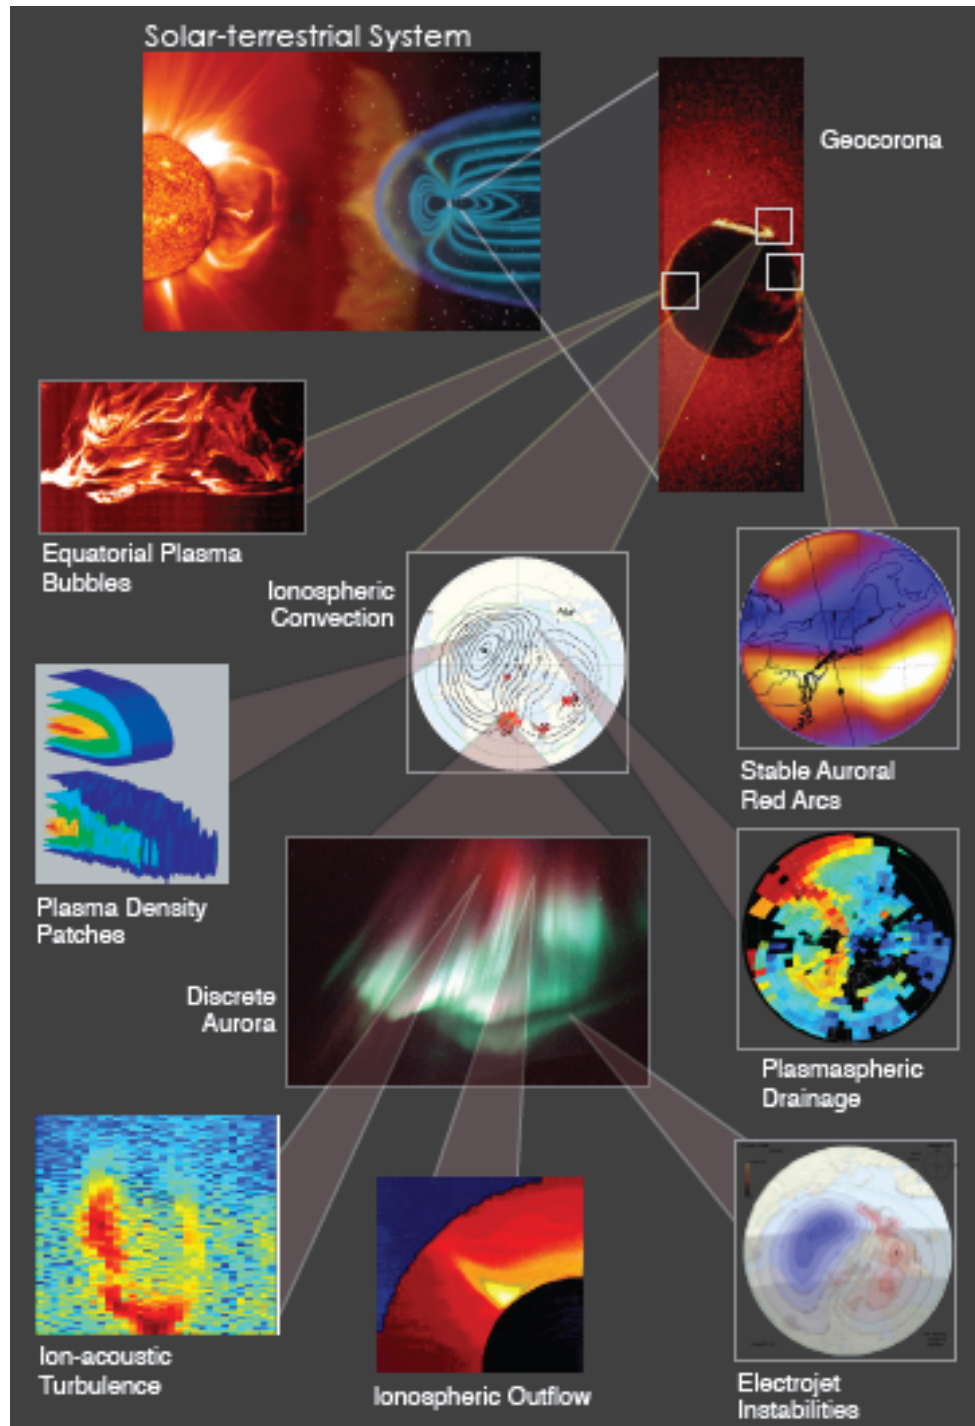 Solar-terrestrial System
Geocorona
Equatorial Plasma
Bubbles
Ionospheric
Convection
Stable Auroral
Red Arcs
Plasma Density
Patches
Discrete
Aurora
Plasmaspheric
Drainage
Ion-acoustic
Turbulence
Ionospheric Outflow
Electrojet
Instabilities